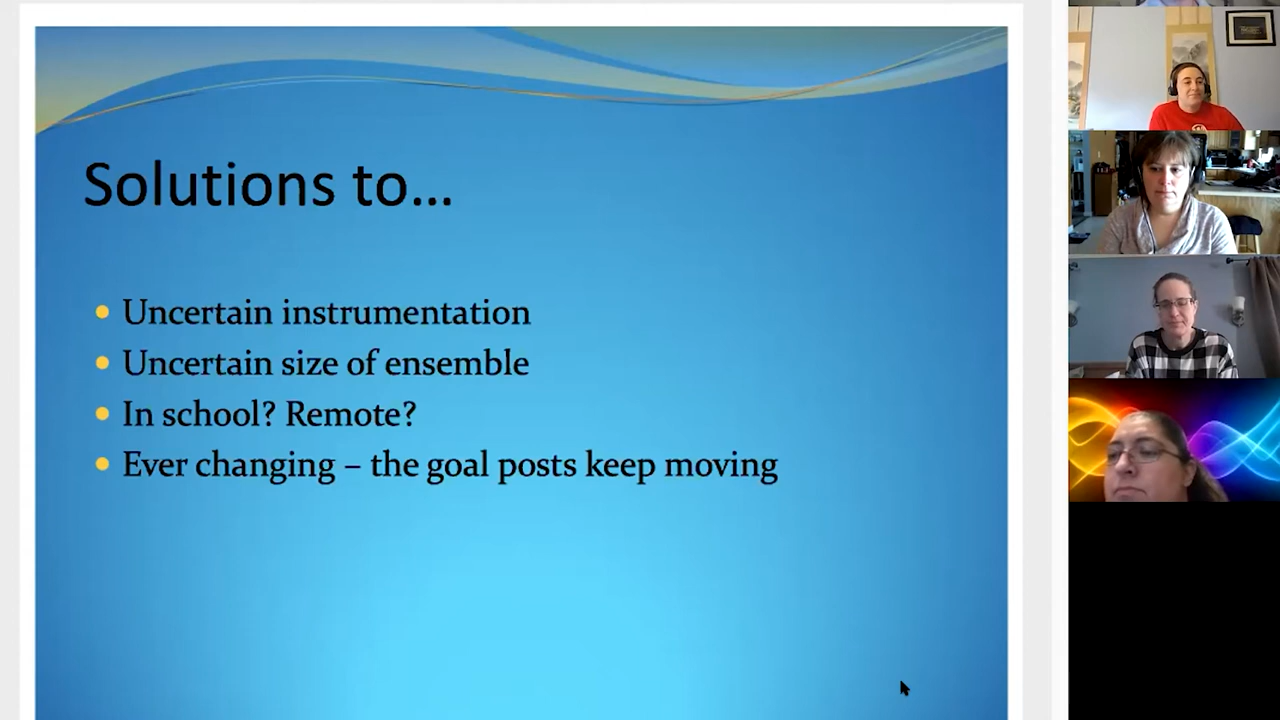 Solutions to…
• Uncertain instrumentation
• Uncertain size of ensemble
• In school? Remote?
• Ever changing – the goal posts keep moving